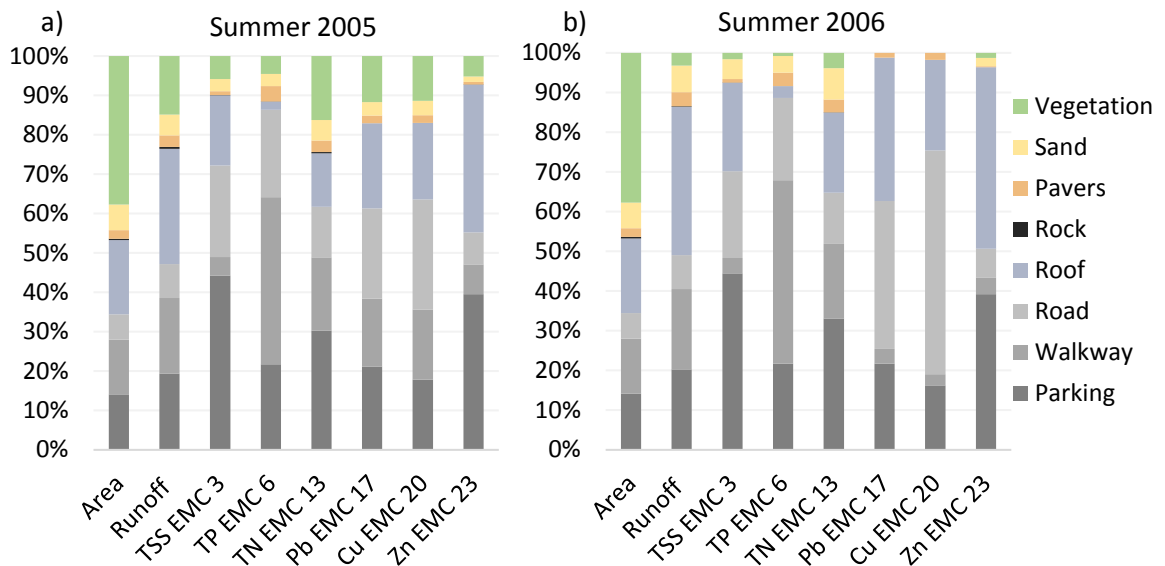 a)
Summer 2005
100%
90%
80%
70%
60%
50%
40%
30%
20%
10%
0%
Area
Runoff
TSS EMC 3
TP EMC 6
TN EMC 13
Pb EMC 17
Cu EMC 20
Zn EMC 23
b)
Summer 2006
100%
90%
80%
70%
60%
50%
40%
30%
20%
10%
0%
Area
Runoff
TSS EMC 3
TP EMC 6
TN EMC 13
Pb EMC 17
Cu EMC 20
Zn EMC 23
Vegetation
Sand
Pavers
Rock
Roof
Road
Walkway
Parking